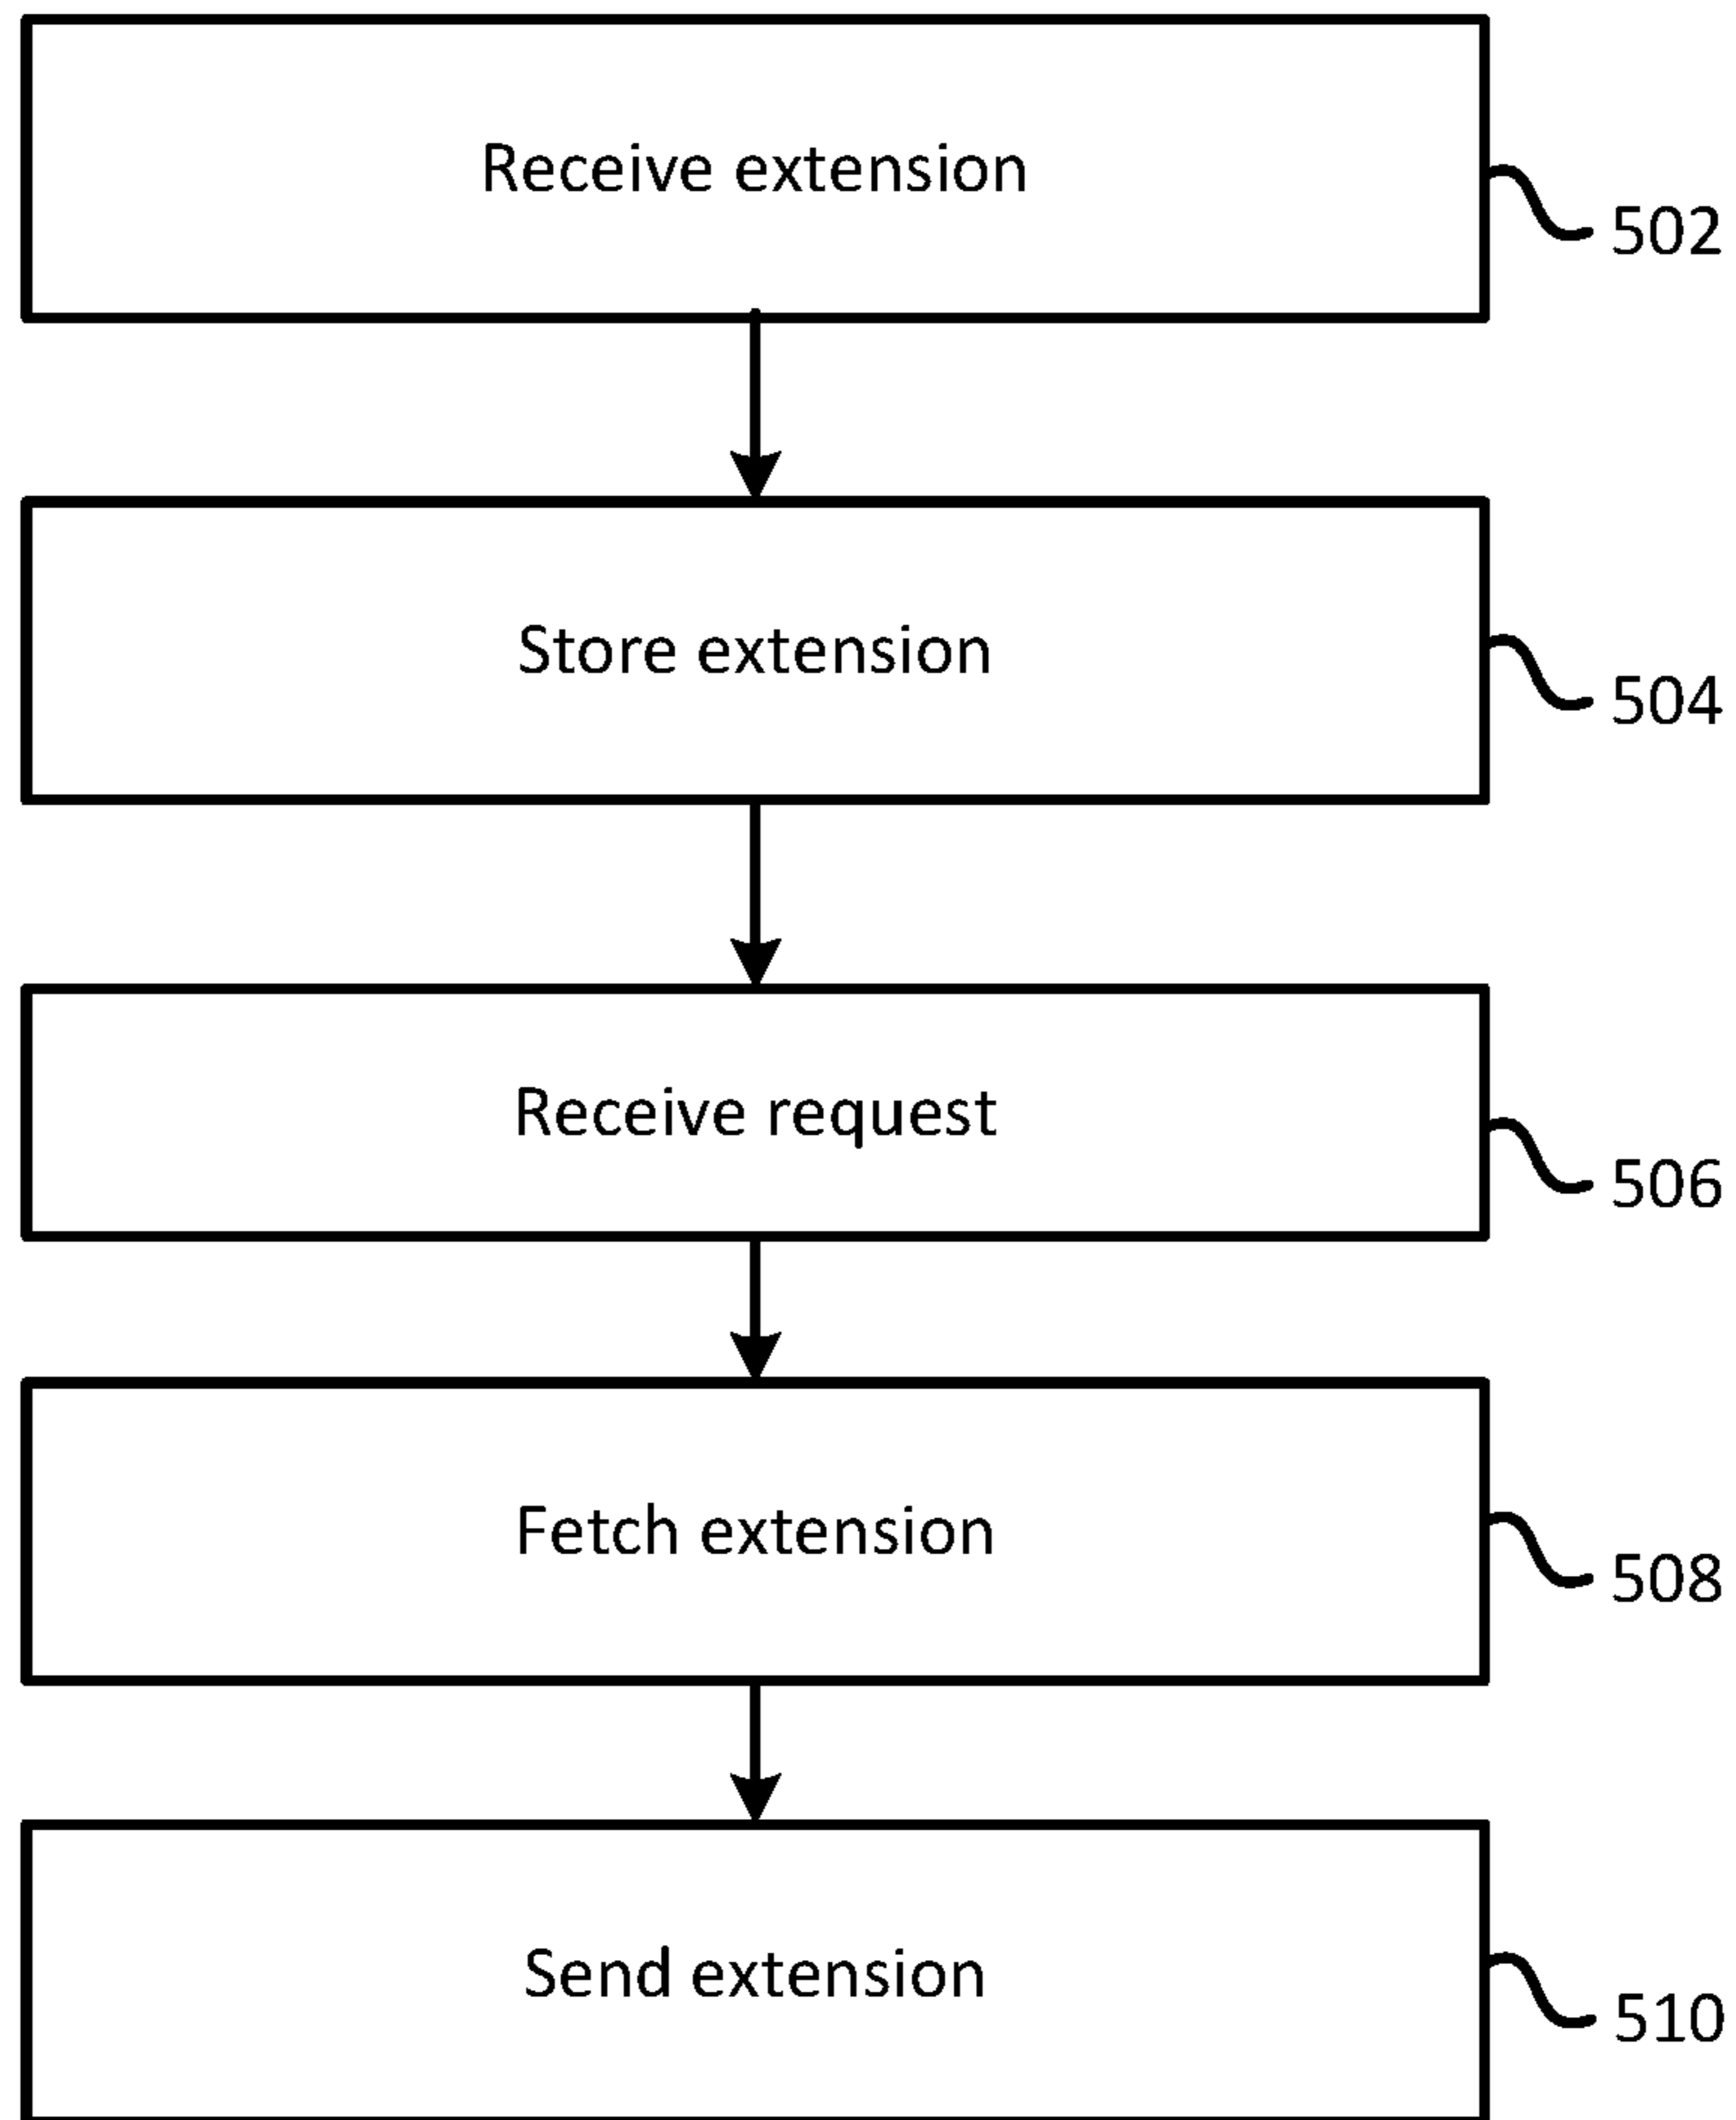 Receive extension
502
Store extension
504
Receive request
506
Fetch extension
508
Send extension
510